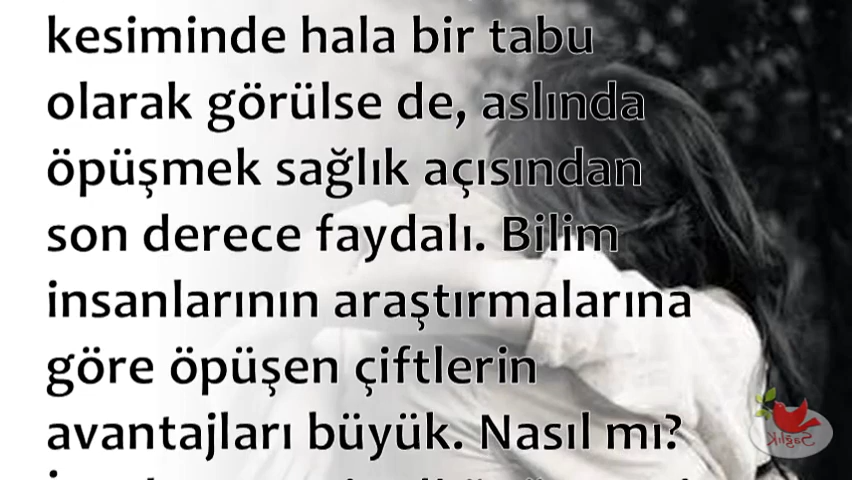 kesiminde hala bir tabu
olarak görülse de, aslında
öpüşmek sağlık açısından
son derece faydalı. Bilim
insanlarının araştırmalarına
göre öpüşen çiftlerin
avantajları büyük. Nasıl mı?
Sağlık